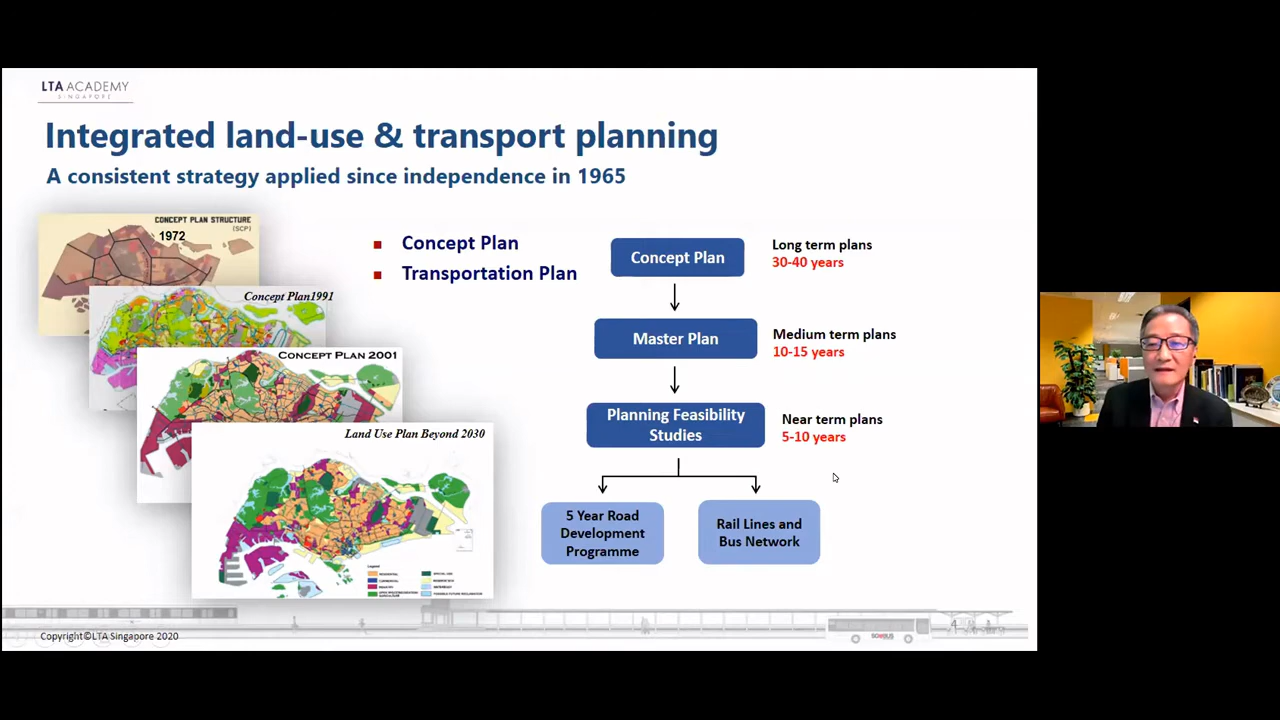 LTA ACADEMY
SINGAPORE
Integrated land-use & transport planning
A consistent strategy applied since independence in 1965
CONCEPT PLAN STRUCTURE
(SCP)
1972
Concept Plan1991
CONCEPT PLAN 2001
Land Use Plan Beyond 2030
Legend
■ Concept Plan
■ Transportation Plan
Concept Plan
Long term plans
30-40 years
Master Plan
Medium term plans
10-15 years
Planning Feasibility
Studies
Near term plans
5-10 years
5 Year Road
Development
Programme
Rail Lines and
Bus Network
Copyright©LTA Singapore 2020
4